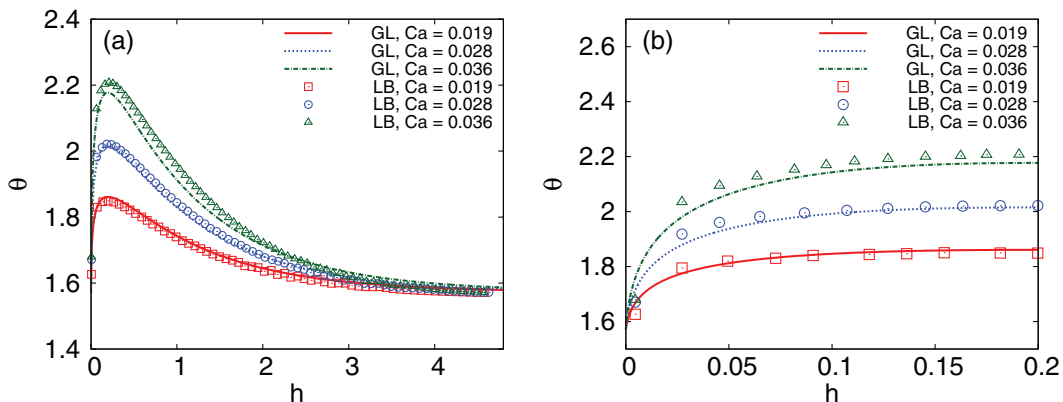 (a)
GL, Ca = 0.019
GL, Ca = 0.028
GL, Ca = 0.036
LB, Ca = 0.019
LB, Ca = 0.028
LB, Ca = 0.036
2.4
2.2
2
1.8
1.6
1.4
θ
0 1 2 3 4
h
(b)
GL, Ca = 0.019
GL, Ca = 0.028
GL, Ca = 0.036
LB, Ca = 0.019
LB, Ca = 0.028
LB, Ca = 0.036
2.6
2.4
2.2
2
1.8
1.6
θ
0 0.05 0.1 0.15 0.2
h